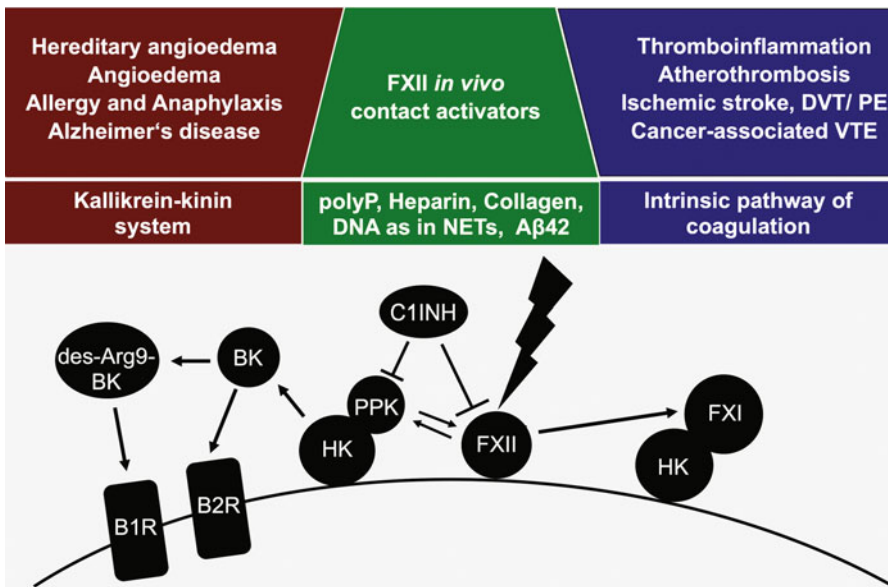 Hereditary angioedema
Angioedema
Allergy and Anaphylaxis
Alzheimer‘s disease
FXII in vivo
contact activators
Thromboinflammation
Atherothrombosis
Ischemic stroke, DVT/ PE
Cancer-associated VTE
Kallikrein-kinin
system
polyP, Heparin, Collagen,
DNA as in NETs, Aβ42
Intrinsic pathway of
coagulation
C1INH
des-Arg9-
BK
BK
PPK
HK
FXII
FXI
HK
B1R
B2R